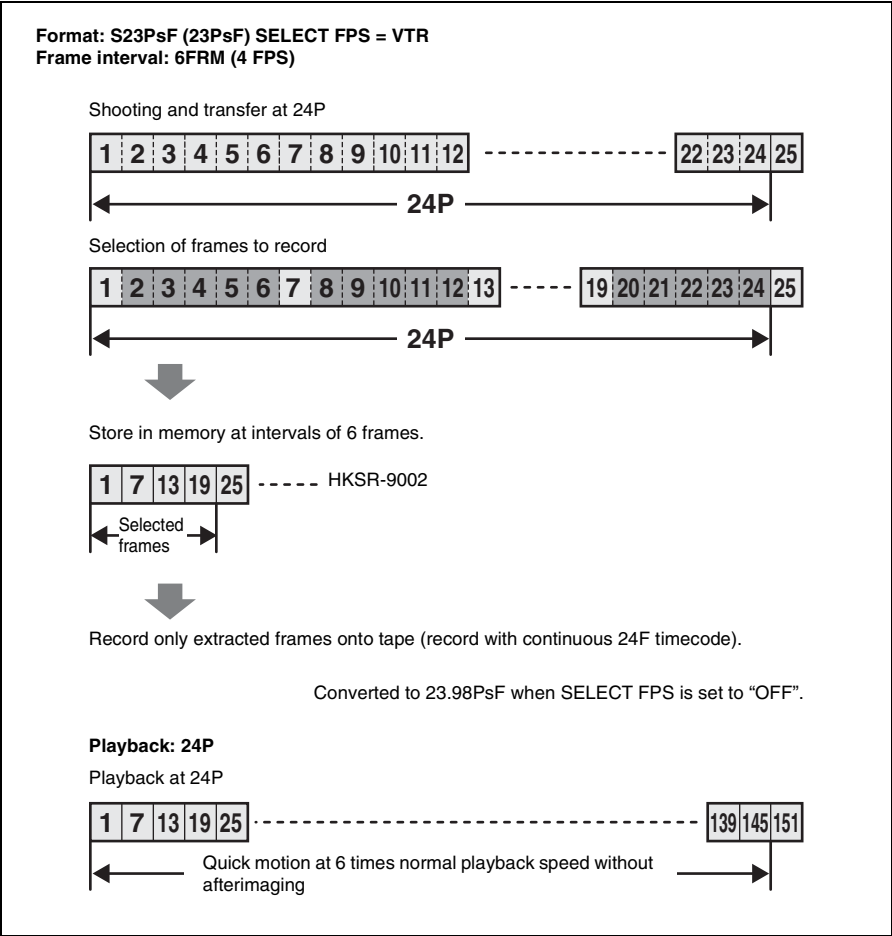 Format: S23PsF (23PsF) SELECT FPS = VTR
Frame interval: 6FRM (4 FPS)
Shooting and transfer at 24P
1 2 3 4 5 6 7 8 9 10 11 12 22 23 24 25
24P
Selection of frames to record
1 2 3 4 5 6 7 8 9 10 11 12 13 19 20 21 22 23 24 25
24P
Store in memory at intervals of 6 frames.
1 7 13 19 25 HKSR-9002
Selected
frames
Record only extracted frames onto tape (record with continuous 24F timecode).
Converted to 23.98PsF when SELECT FPS is set to “OFF”.
Playback: 24P
Playback at 24P
1 7 13 19 25 139 145 151
Quick motion at 6 times normal playback speed without
afterimaging